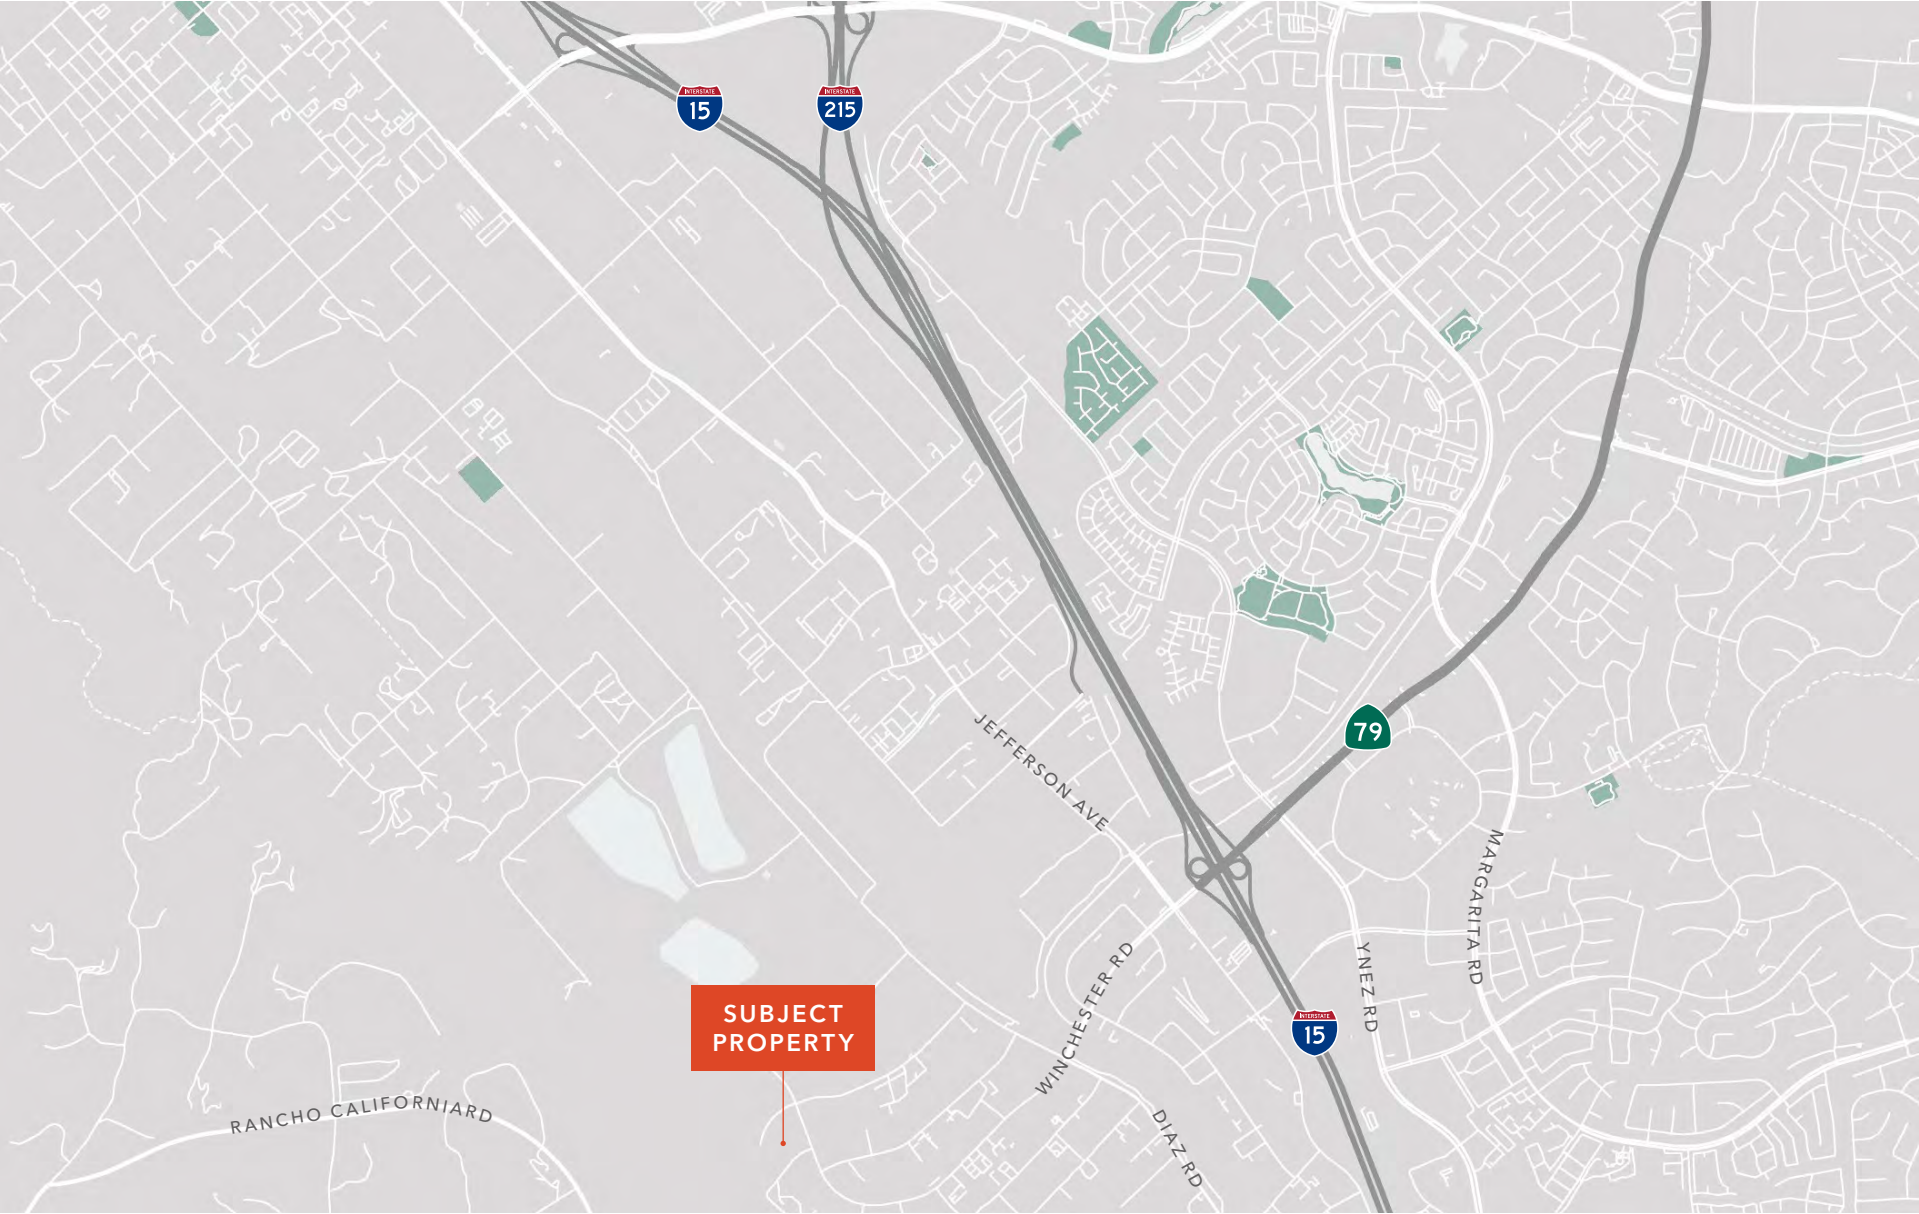 INTERSTATE
15
INTERSTATE
215
79
JEFFERSON AVE
MARGARITA RD
WINCHESTER RD
YNEZ RD
SUBJECT
PROPERTY
INTERSTATE
15
RANCHO CALIFORNIARD
DIAZ RD